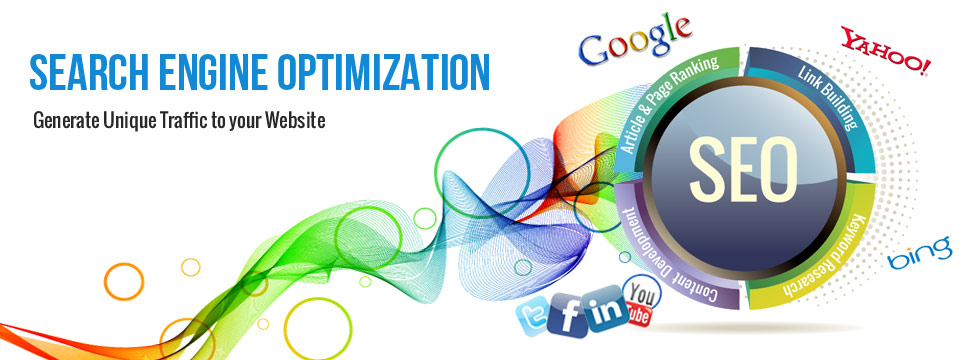 SEARCH ENGINE OPTIMIZATION
Generate Unique Traffic to your Website
Google
YAHOO!
Article & Page Ranking
Link Building
SEO
Content Development
Keyword Research
bing
t
f
in
You
Tube